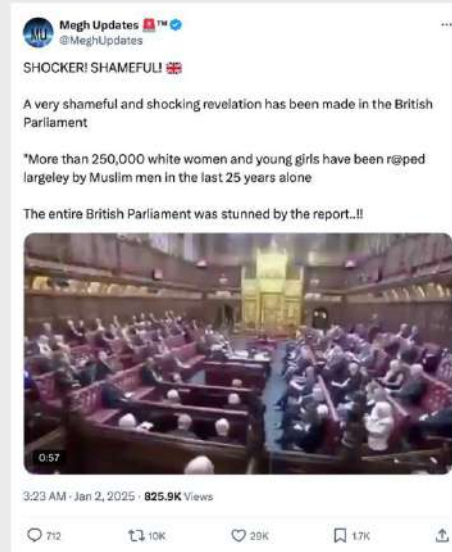 Megh Updates 🚨™
@MeghUpdates
SHOCKER! SHAMEFUL! 🇬🇧
A very shameful and shocking revelation has been made in the British
Parliament
"More than 250,000 white women and young girls have been r@ped
largeley by Muslim men in the last 25 years alone
The entire British Parliament was stunned by the report..!!
0:57
3:23 AM · Jan 2, 2025 · 825.9K Views
712 10K 29K 1.7K